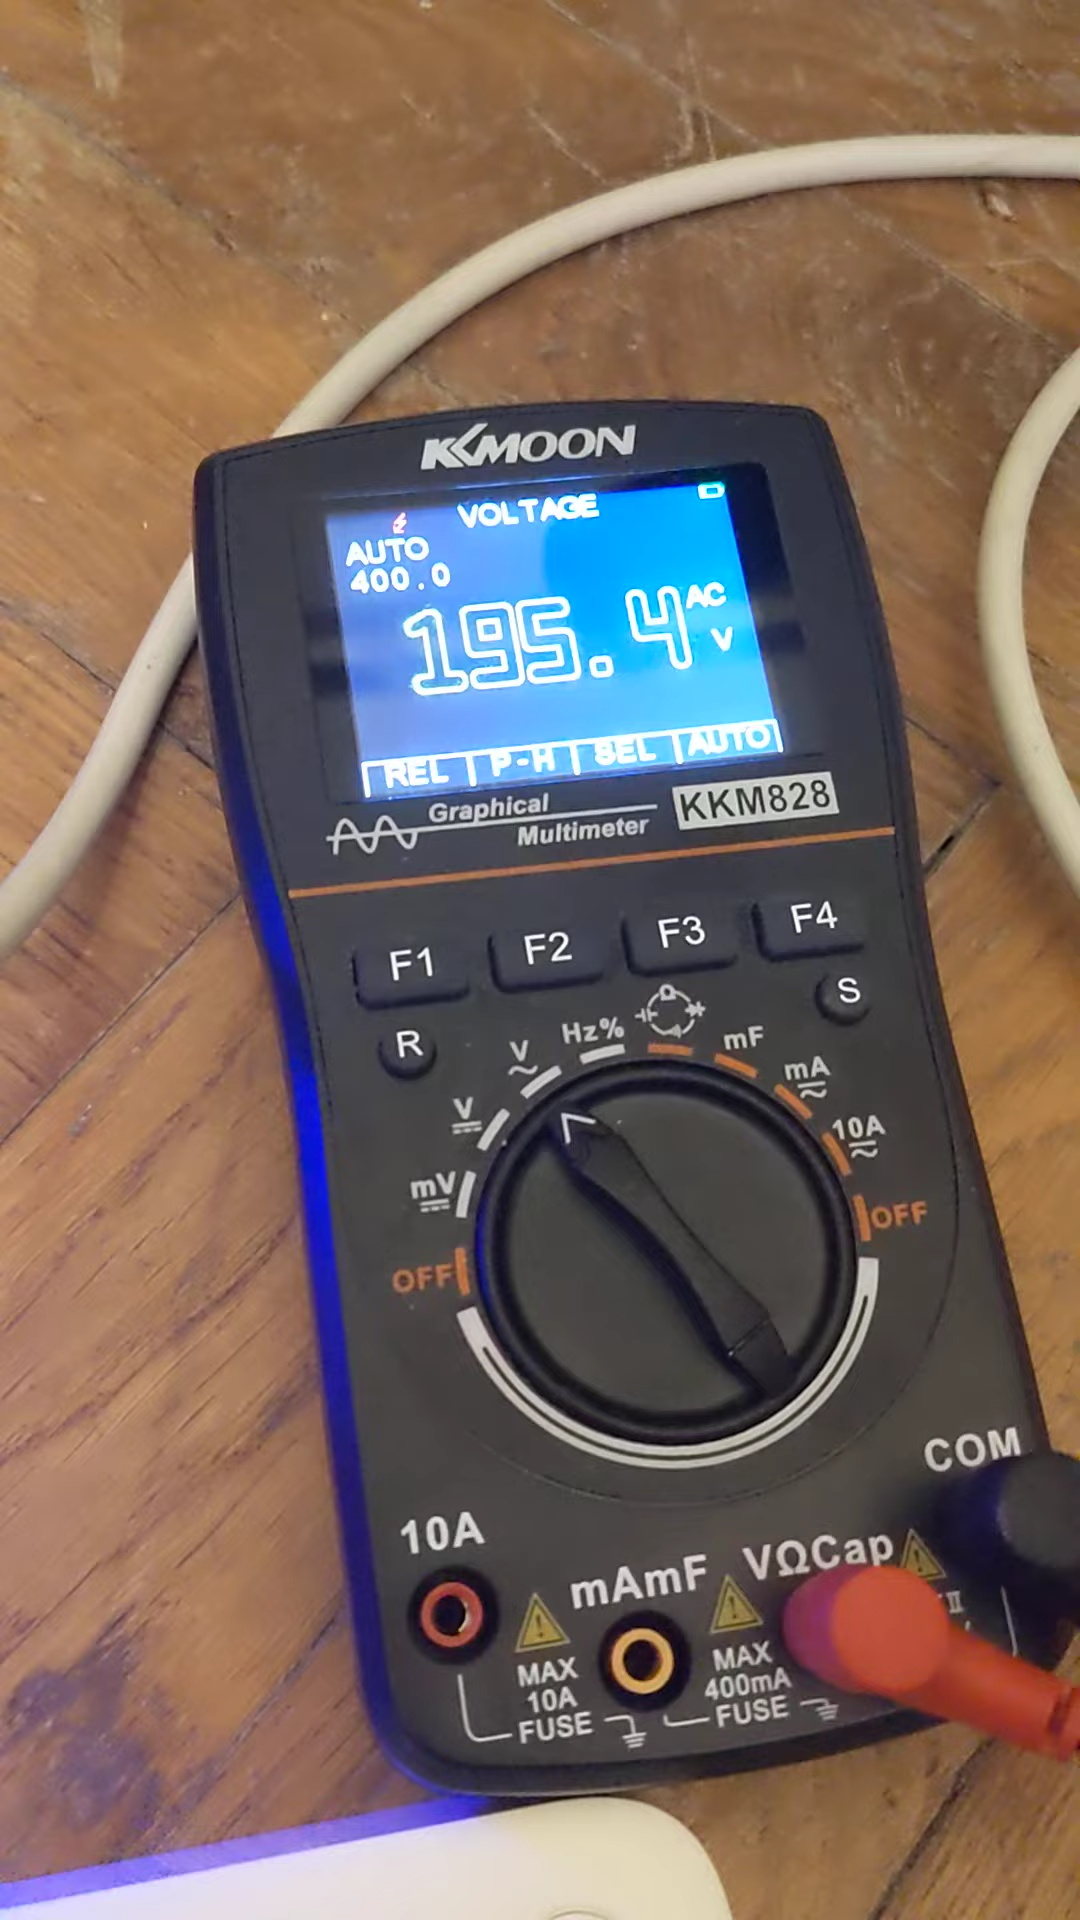 KKMOON
VOLTAGE
AUTO
400.0
195.4 AC V
REL P-H SEL AUTO
Graphical
Multimeter
KKM828
F1 F2 F3 F4
R S
OFF mV V V Hz% mF mA 10A OFF
COM
10A
mAmF
VΩCap
MAX
10A
FUSE
MAX
400mA
FUSE